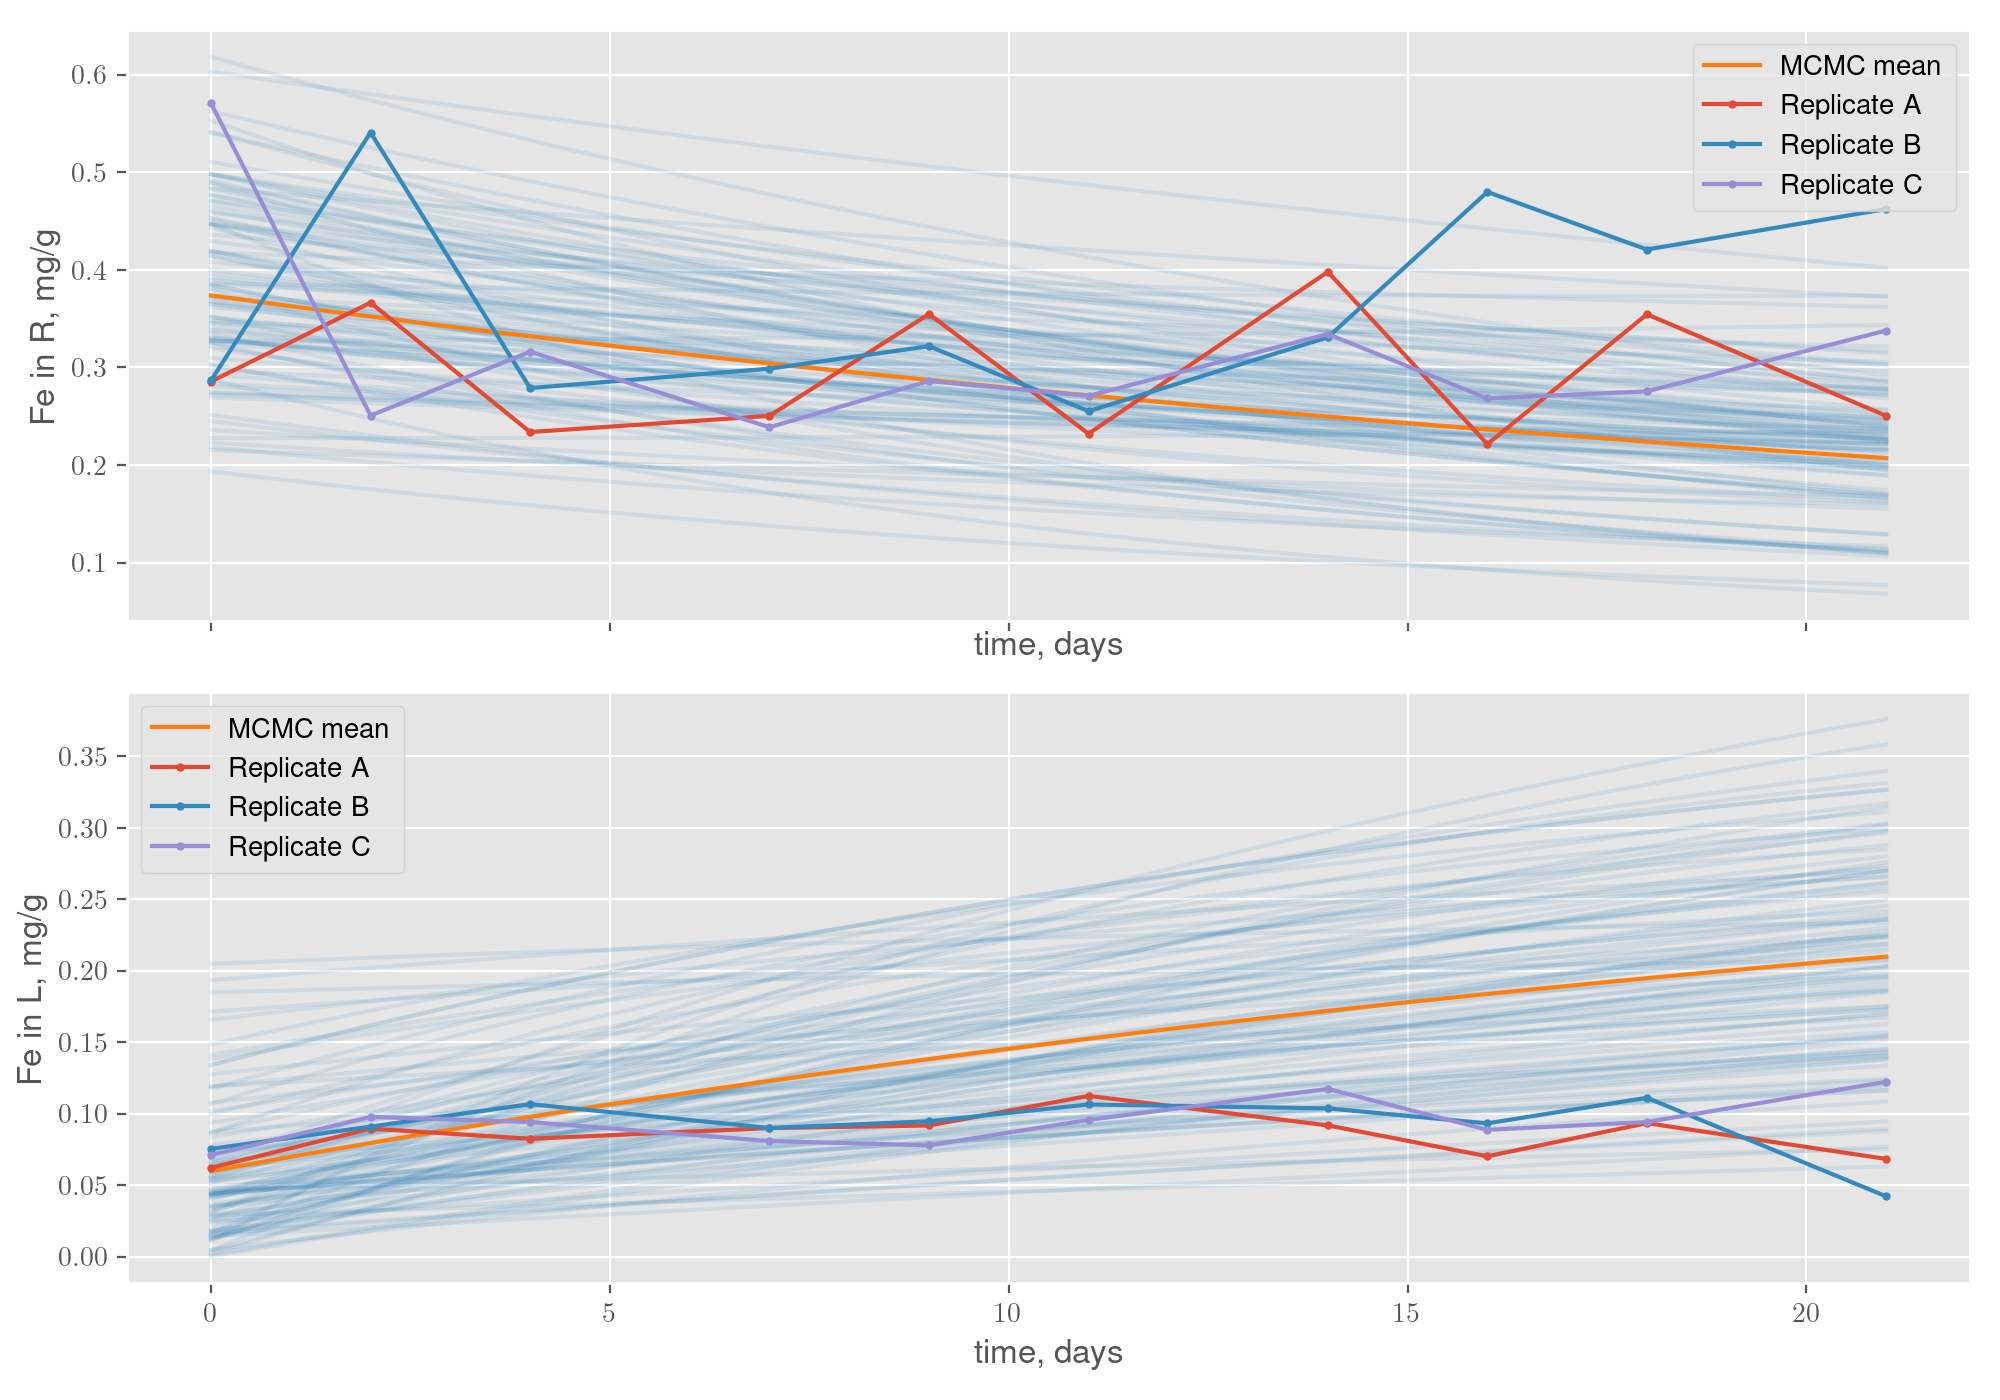 0.6
0.5
0.4
0.3
0.2
0.1
Fe in R, mg/g
MCMC mean
Replicate A
Replicate B
Replicate C
time, days
0.35
0.30
0.25
0.20
0.15
0.10
0.05
0.00
Fe in L, mg/g
MCMC mean
Replicate A
Replicate B
Replicate C
0 5 10 15 20
time, days